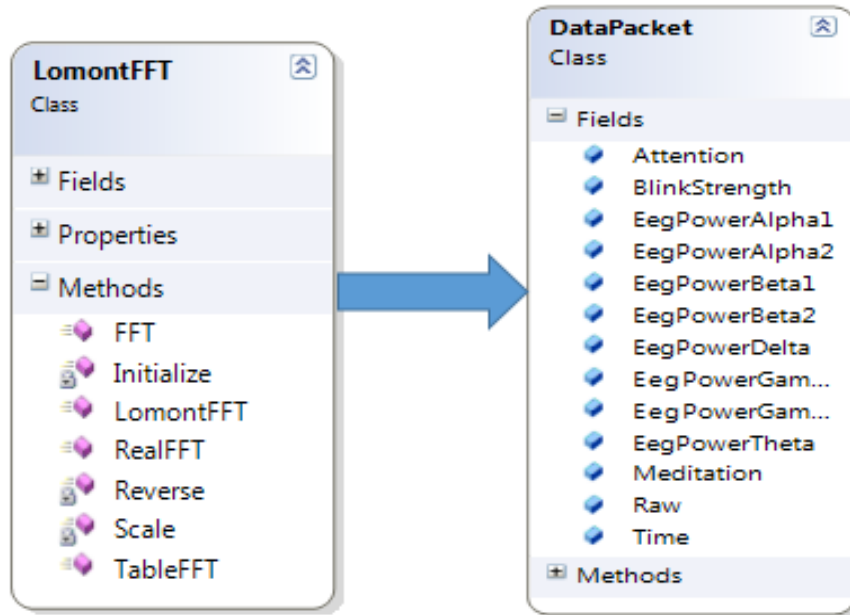 LomontFFT
Class
Fields
Properties
Methods
FFT
Initialize
LomontFFT
RealFFT
Reverse
Scale
TableFFT
DataPacket
Class
Fields
Attention
BlinkStrength
EegPowerAlpha1
EegPowerAlpha2
EegPowerBeta1
EegPowerBeta2
EegPowerDelta
EegPowerGam...
EegPowerGam...
EegPowerTheta
Meditation
Raw
Time
Methods